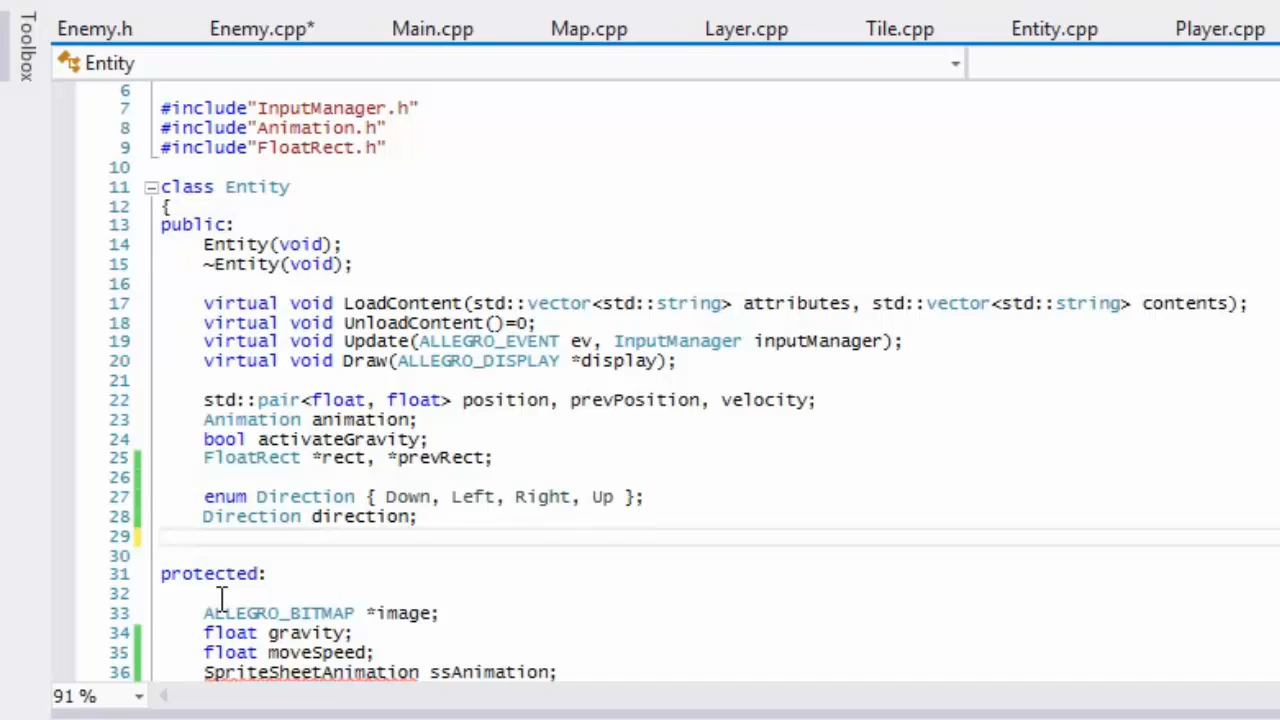 Toolbox
Enemy.h Enemy.cpp* Main.cpp Map.cpp Layer.cpp Tile.cpp Entity.cpp Player.cpp
Entity
6
7 #include"InputManager.h"
8 #include"Animation.h"
9 #include"FloatRect.h"
10
11 class Entity
12 {
13 public:
14 Entity(void);
15 ~Entity(void);
16
17 virtual void LoadContent(std::vector<std::string> attributes, std::vector<std::string> contents);
18 virtual void UnloadContent()=0;
19 virtual void Update(ALLEGRO_EVENT ev, InputManager inputManager);
20 virtual void Draw(ALLEGRO_DISPLAY *display);
21
22 std::pair<float, float> position, prevPosition, velocity;
23 Animation animation;
24 bool activateGravity;
25 FloatRect *rect, *prevRect;
26
27 enum Direction { Down, Left, Right, Up };
28 Direction direction;
29
30
31 protected:
32
33 ALLEGRO_BITMAP *image;
34 float gravity;
35 float moveSpeed;
36 SpriteSheetAnimation ssAnimation;
91 %